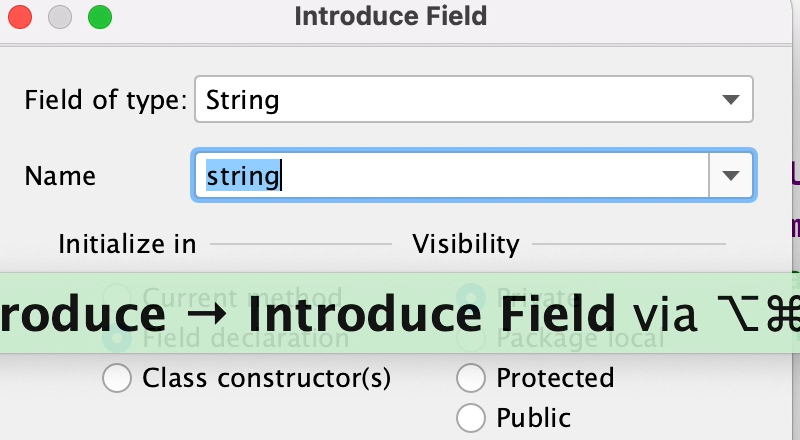 Introduce Field
Field of type: String
Name string
Initialize in Visibility
Current method Private
roduce → Introduce Field via ⌥⌘
Field declaration Package local
Class constructor(s) Protected
Public